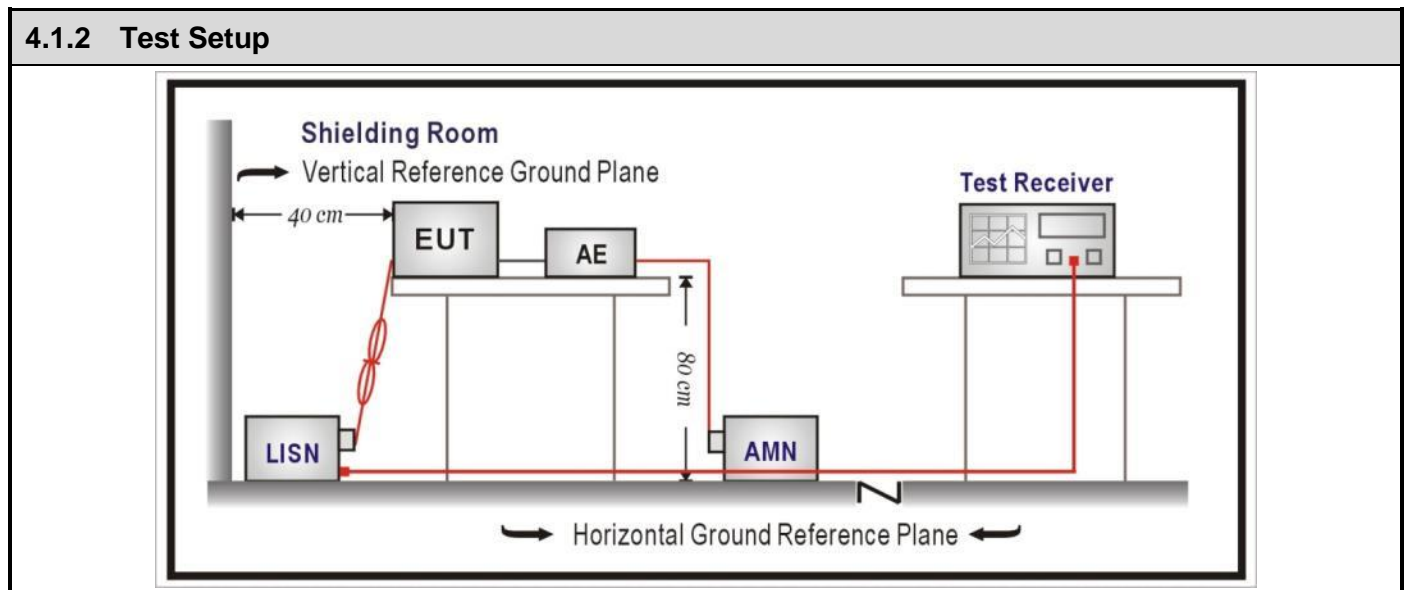 4.1.2 Test Setup
Shielding Room
Vertical Reference Ground Plane
Test Receiver
40 cm
EUT
AE
80 cm
LISN
AMN
Horizontal Ground Reference Plane